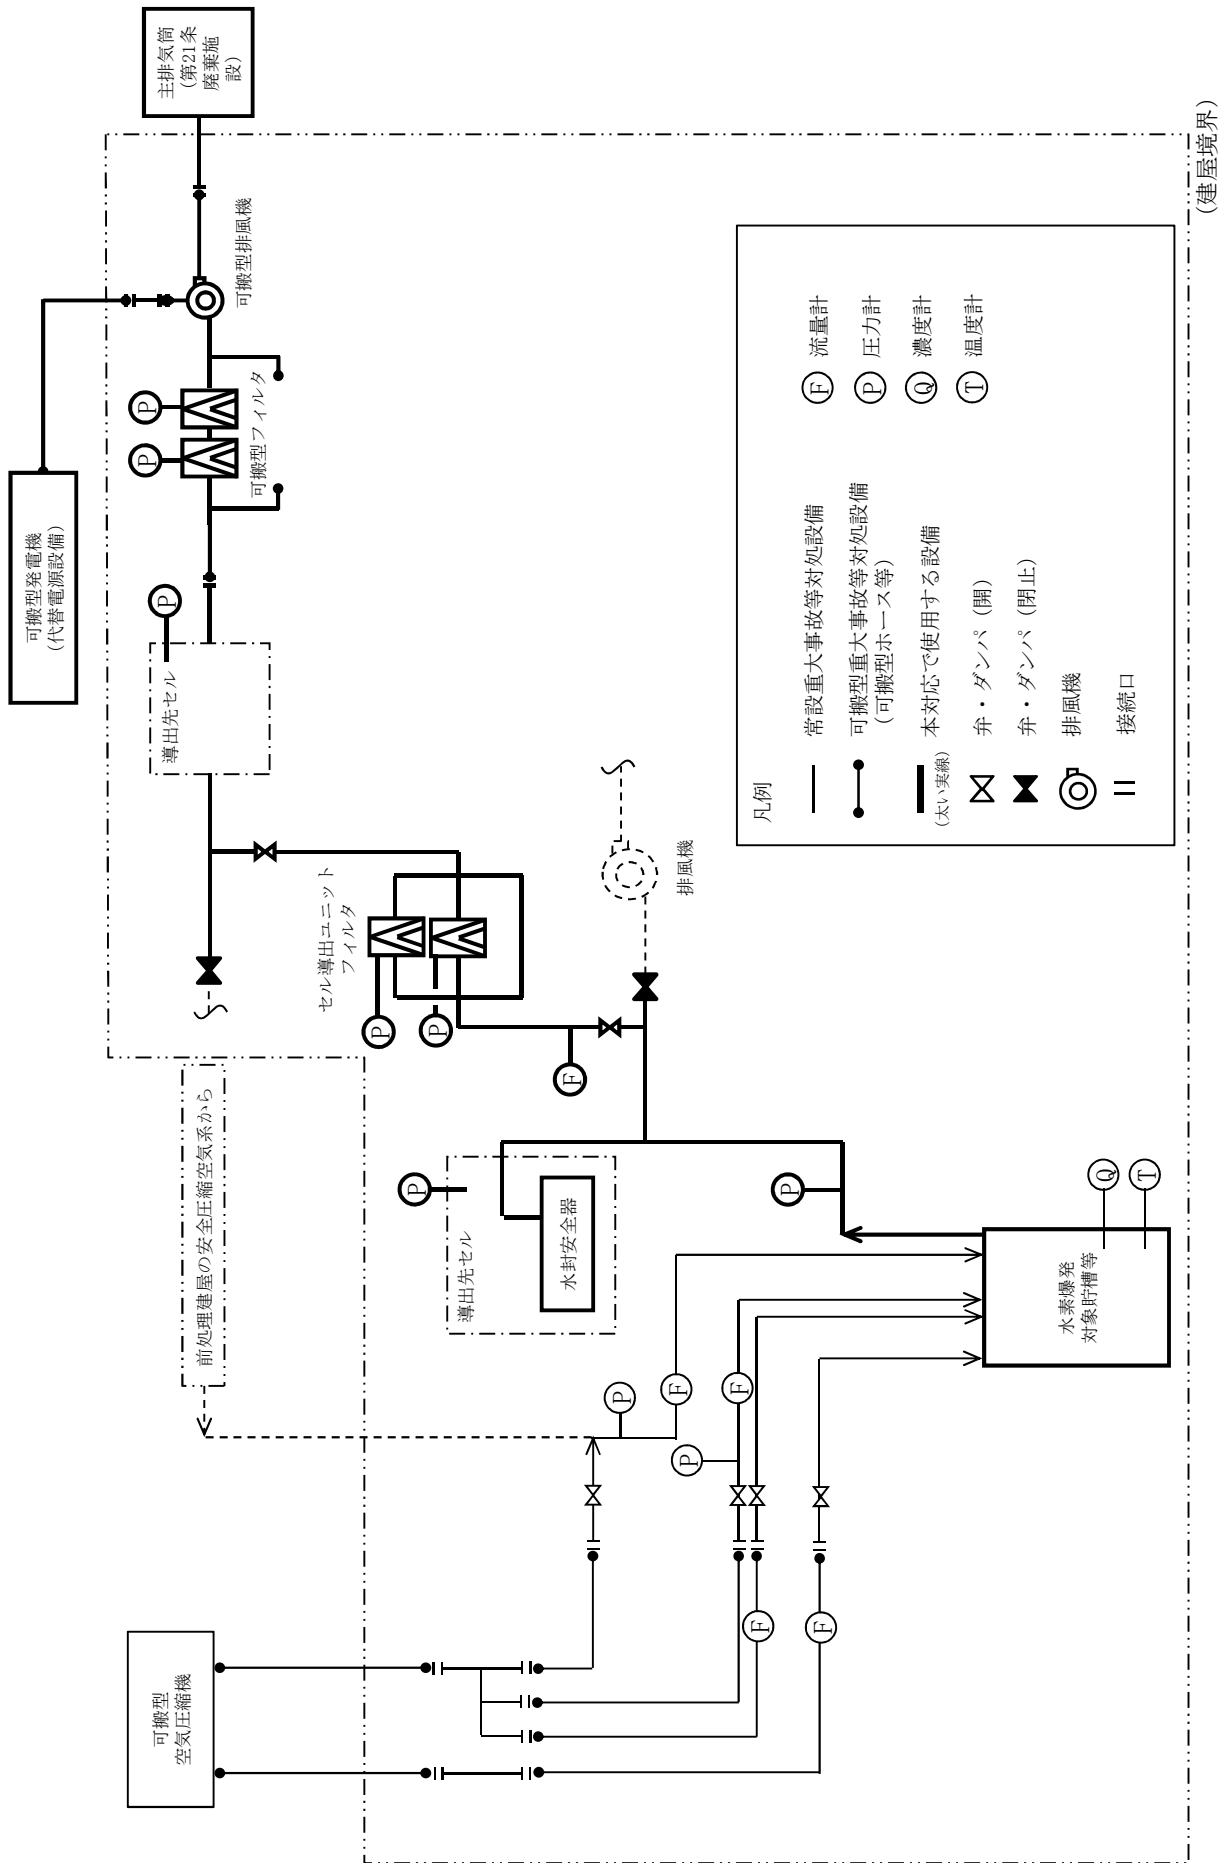 可搬型発電機
(代替電源設備)
主排気筒
(第21条
廃棄施
設)
可搬型排風機
可搬型フィルタ
P
P
P
導出先セル
セル導出ユニット
フィルタ
P
P
F
排風機
前処理建屋の安全圧縮空気系から
P
導出先セル
水封安全器
P
水素爆発
対象貯槽等
Q
T
P
F
F
P
F
F
可搬型
空気圧縮機
凡例
常設重大事故等対処設備
可搬型重大事故等対処設備
(可搬型ホース等)
本対応で使用する設備
(太い実線)
弁・ダンパ (開)
弁・ダンパ (閉止)
排風機
接続口
F 流量計
P 圧力計
Q 濃度計
T 温度計
(建屋境界)